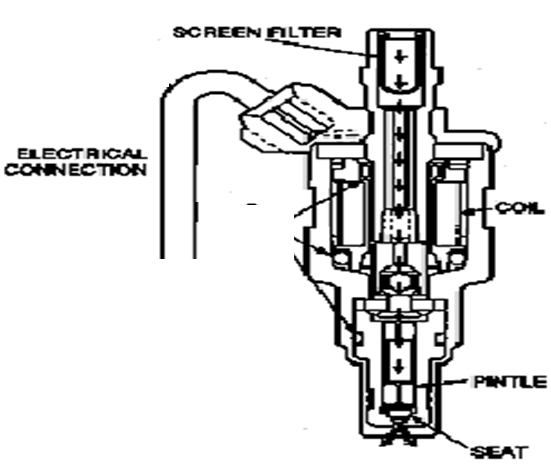 SCREEN FILTER
ELECTRICAL
CONNECTION
COIL
PINTLE
SEAT